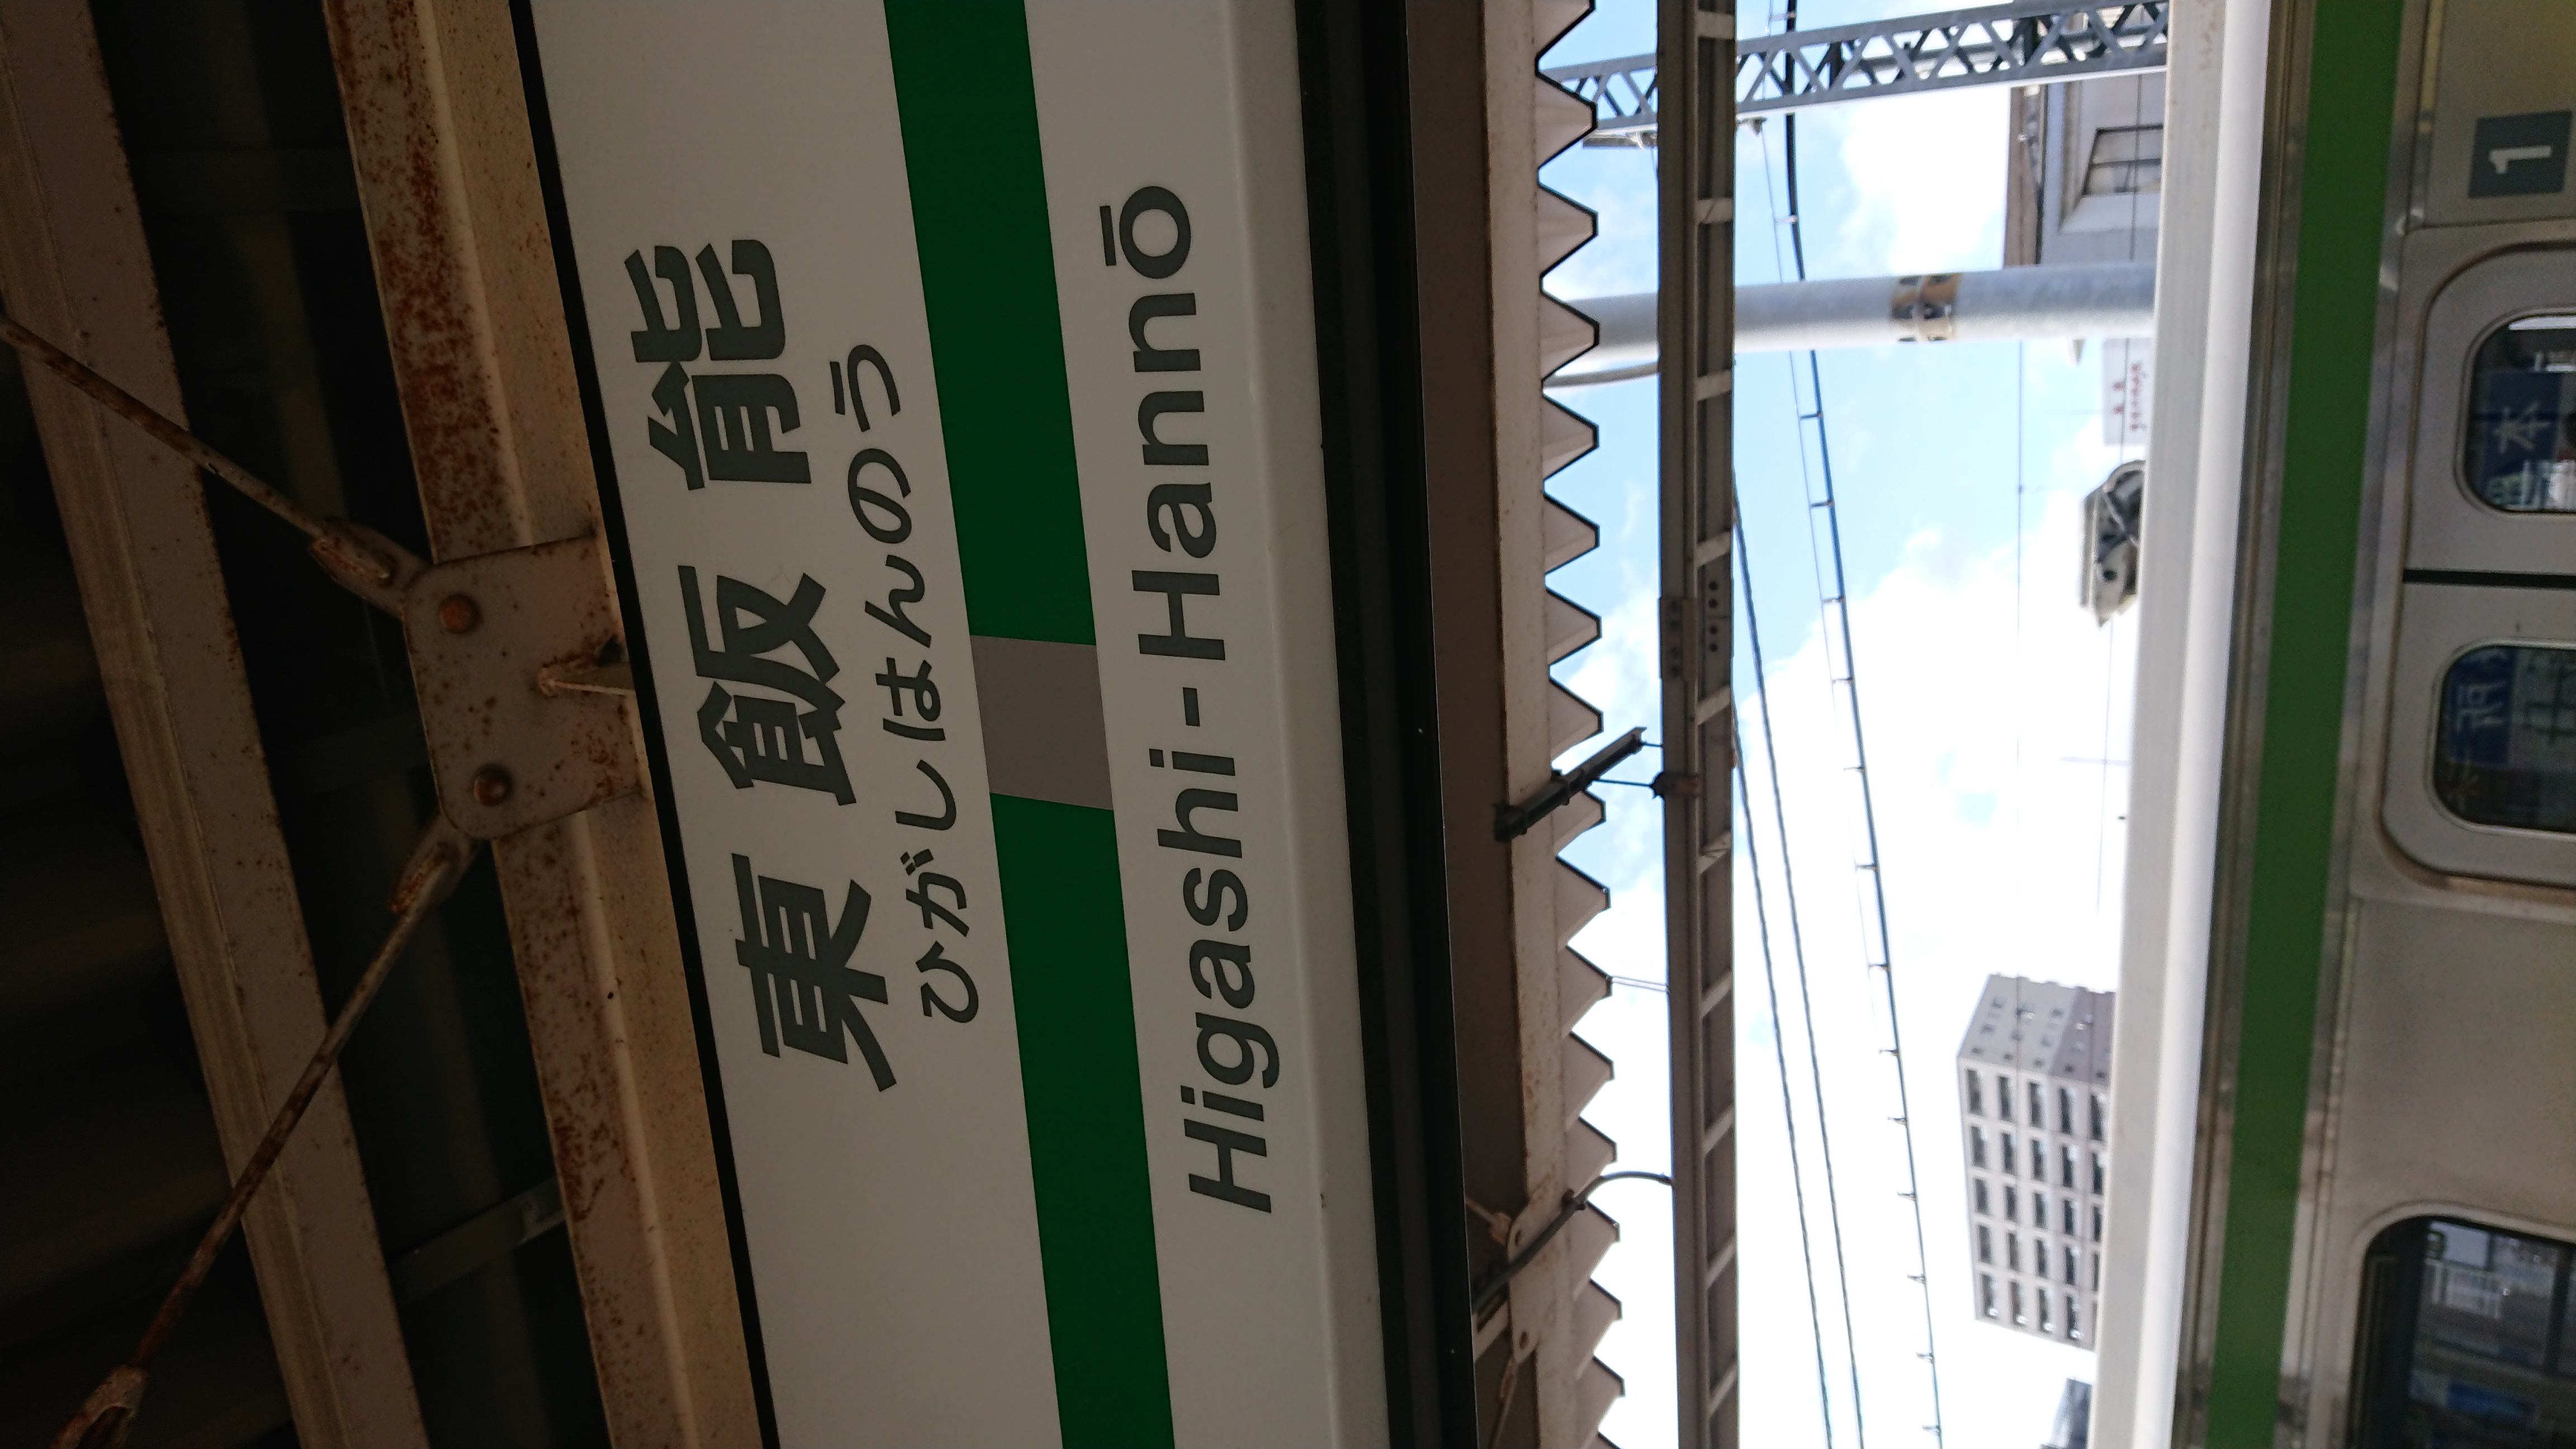 東飯能
ひがしはんのう
Higashi-Hannō
1